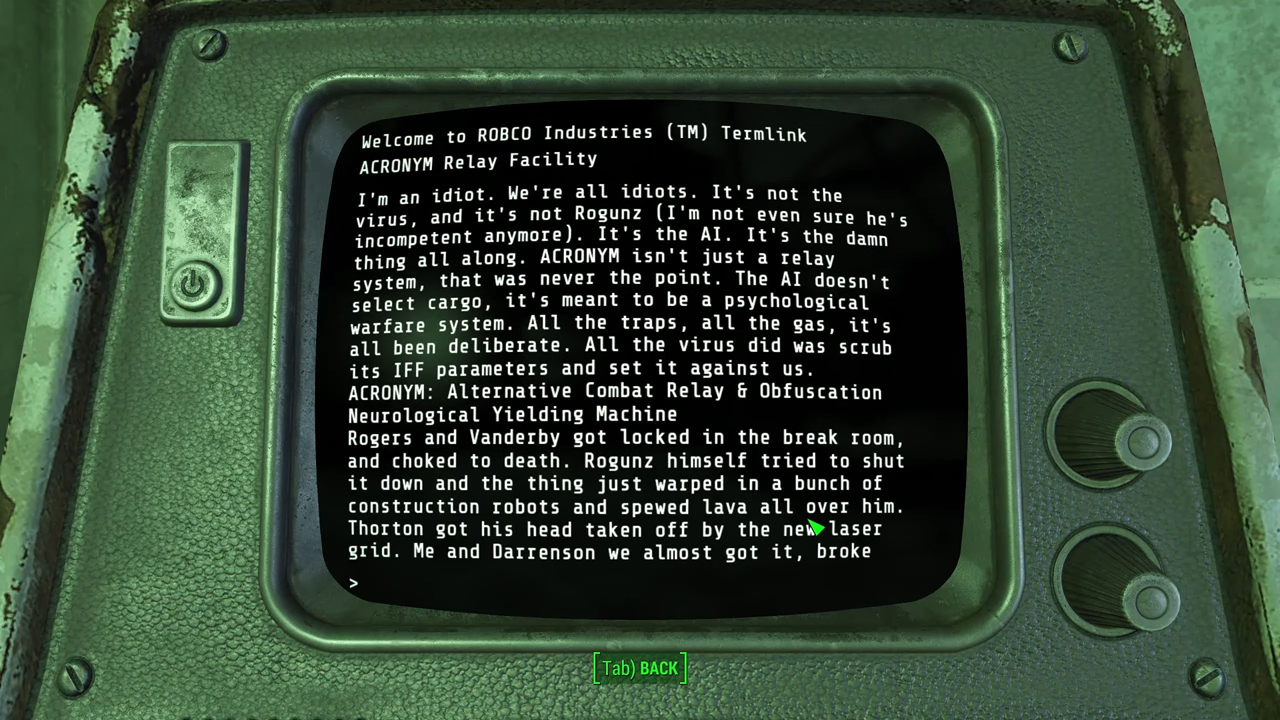 Welcome to ROBCO Industries (TM) Termlink
ACRONYM Relay Facility
I'm an idiot. We're all idiots. It's not the
virus, and it's not Rogunz (I'm not even sure he's
incompetent anymore). It's the AI. It's the damn
thing all along. ACRONYM isn't just a relay
system, that was never the point. The AI doesn't
select cargo, it's meant to be a psychological
warfare system. All the traps, all the gas, it's
all been deliberate. All the virus did was scrub
its IFF parameters and set it against us.
ACRONYM: Alternative Combat Relay & Obfuscation
Neurological Yielding Machine
Rogers and Vanderby got locked in the break room,
and choked to death. Rogunz himself tried to shut
it down and the thing just warped in a bunch of
construction robots and spewed lava all over him.
Thorton got his head taken off by the new laser
grid. Me and Darrenson we almost got it, broke
>
[Tab) BACK]